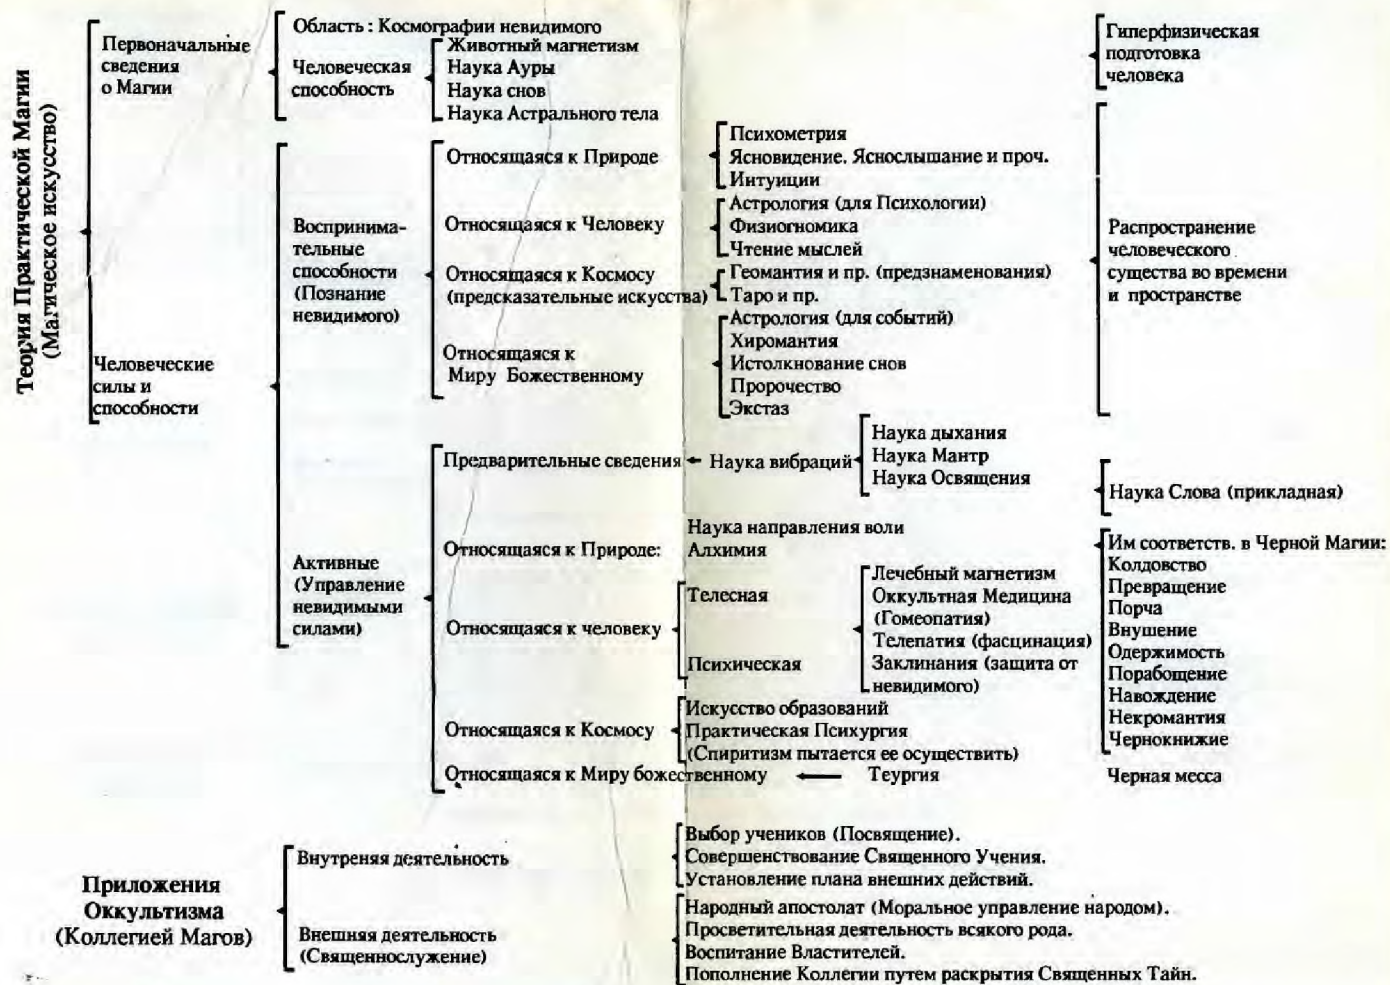 Теория Практической Магии
(Магическое искусство)
Первоначальные
сведения
о Магии
Область : Космографии невидимого
Человеческая
способность
Животный магнетизм
Наука Ауры
Наука снов
Наука Астрального тела
Гиперфизическая
подготовка
человека
Человеческие
силы и
способности
Воспринима-
тельные
способности
(Познание
невидимого)
Относящаяся к Природе
Психометрия
Ясновидение. Яснослышание и проч.
Интуиции
Относящаяся к Человеку
Астрология (для Психологии)
Физиогномика
Чтение мыслей
Относящаяся к Космосу
(предсказательные искусства)
Геомантия и пр. (предзнаменования)
Таро и пр.
Относящаяся к
Миру Божественному
Астрология (для событий)
Хиромантия
Истолкнование снов
Пророчество
Экстаз
Распространение
человеческого
существа во времени
и пространстве
Активные
(Управление
невидимыми
силами)
Предварительные сведения
Наука вибраций
Наука дыхания
Наука Мантр
Наука Освящения
Наука Слова (прикладная)
Относящаяся к Природе:
Наука направления воли
Алхимия
Относящаяся к человеку
Телесная
Психическая
Лечебный магнетизм
Оккультная Медицина
(Гомеопатия)
Телепатия (фасцинация)
Заклинания (защита от
невидимого)
Относящаяся к Космосу
Искусство образований
Практическая Психургия
(Спиритизм пытается ее осуществить)
Относящаяся к Миру божественному
Теургия
Им соответств. в Черной Магии:
Колдовство
Превращение
Порча
Внушение
Одержимость
Порабощение
Навождение
Некромантия
Чернокнижие
Черная месса
Приложения
Оккультизма
(Коллегией Магов)
Внутреняя деятельность
Выбор учеников (Посвящение).
Совершенствование Священного Учения.
Установление плана внешних действий.
Внешняя деятельность
(Священнослужение)
Народный апостолат (Моральное управление народом).
Просветительная деятельность всякого рода.
Воспитание Властителей.
Пополнение Коллегии путем раскрытия Священных Тайн.